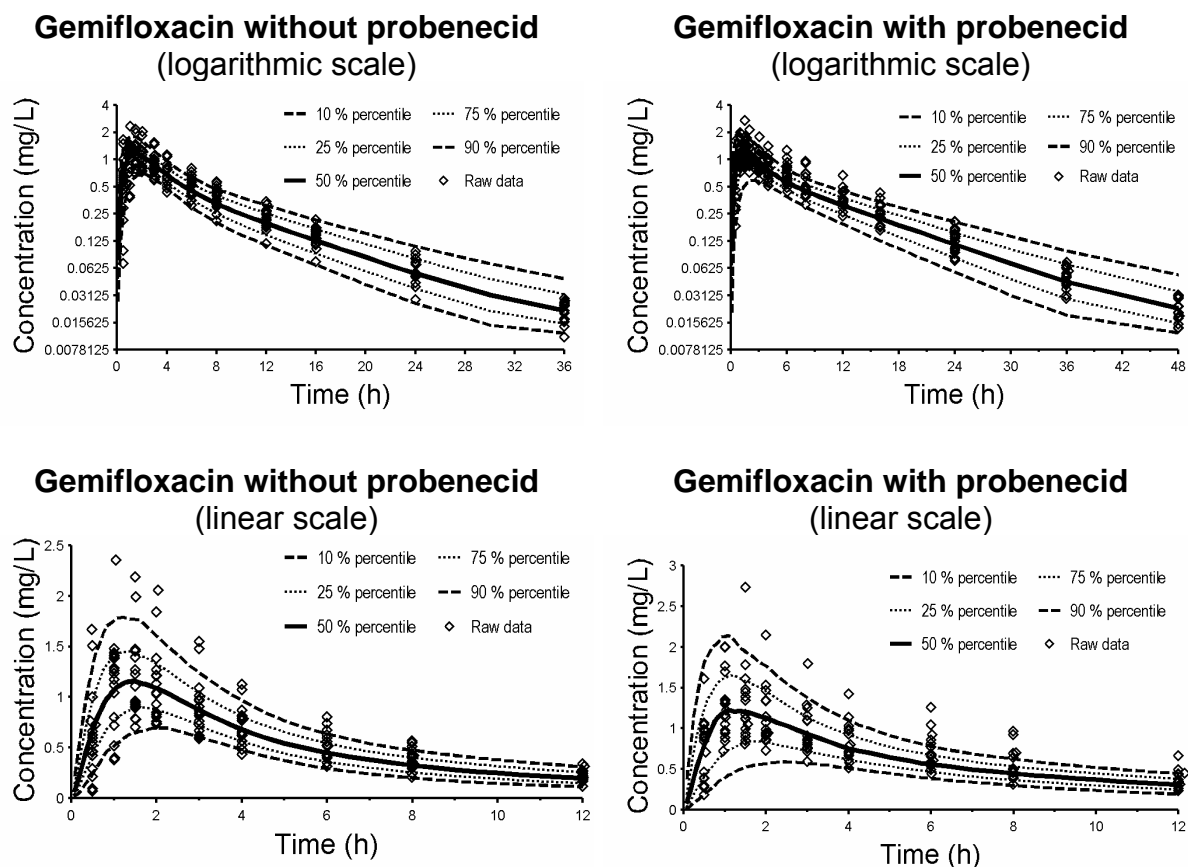 Gemifloxacin without probenecid
(logarithmic scale)
Concentration (mg/L)
4
2
1
0.5
0.25
0.125
0.0625
0.03125
0.015625
0.0078125
10 % percentile 75 % percentile
25 % percentile 90 % percentile
50 % percentile Raw data
0 4 8 12 16 20 24 28 32 36
Time (h)
Gemifloxacin with probenecid
(logarithmic scale)
Concentration (mg/L)
4
2
1
0.5
0.25
0.125
0.0625
0.03125
0.015625
0.0078125
10 % percentile 75 % percentile
25 % percentile 90 % percentile
50 % percentile Raw data
0 6 12 18 24 30 36 42 48
Time (h)
Gemifloxacin without probenecid
(linear scale)
Concentration (mg/L)
2.5
2
1.5
1
0.5
0
10 % percentile 75 % percentile
25 % percentile 90 % percentile
50 % percentile Raw data
0 2 4 6 8 10 12
Time (h)
Gemifloxacin with probenecid
(linear scale)
Concentration (mg/L)
3
2.5
2
1.5
1
0.5
0
10 % percentile 75 % percentile
25 % percentile 90 % percentile
50 % percentile Raw data
0 2 4 6 8 10 12
Time (h)